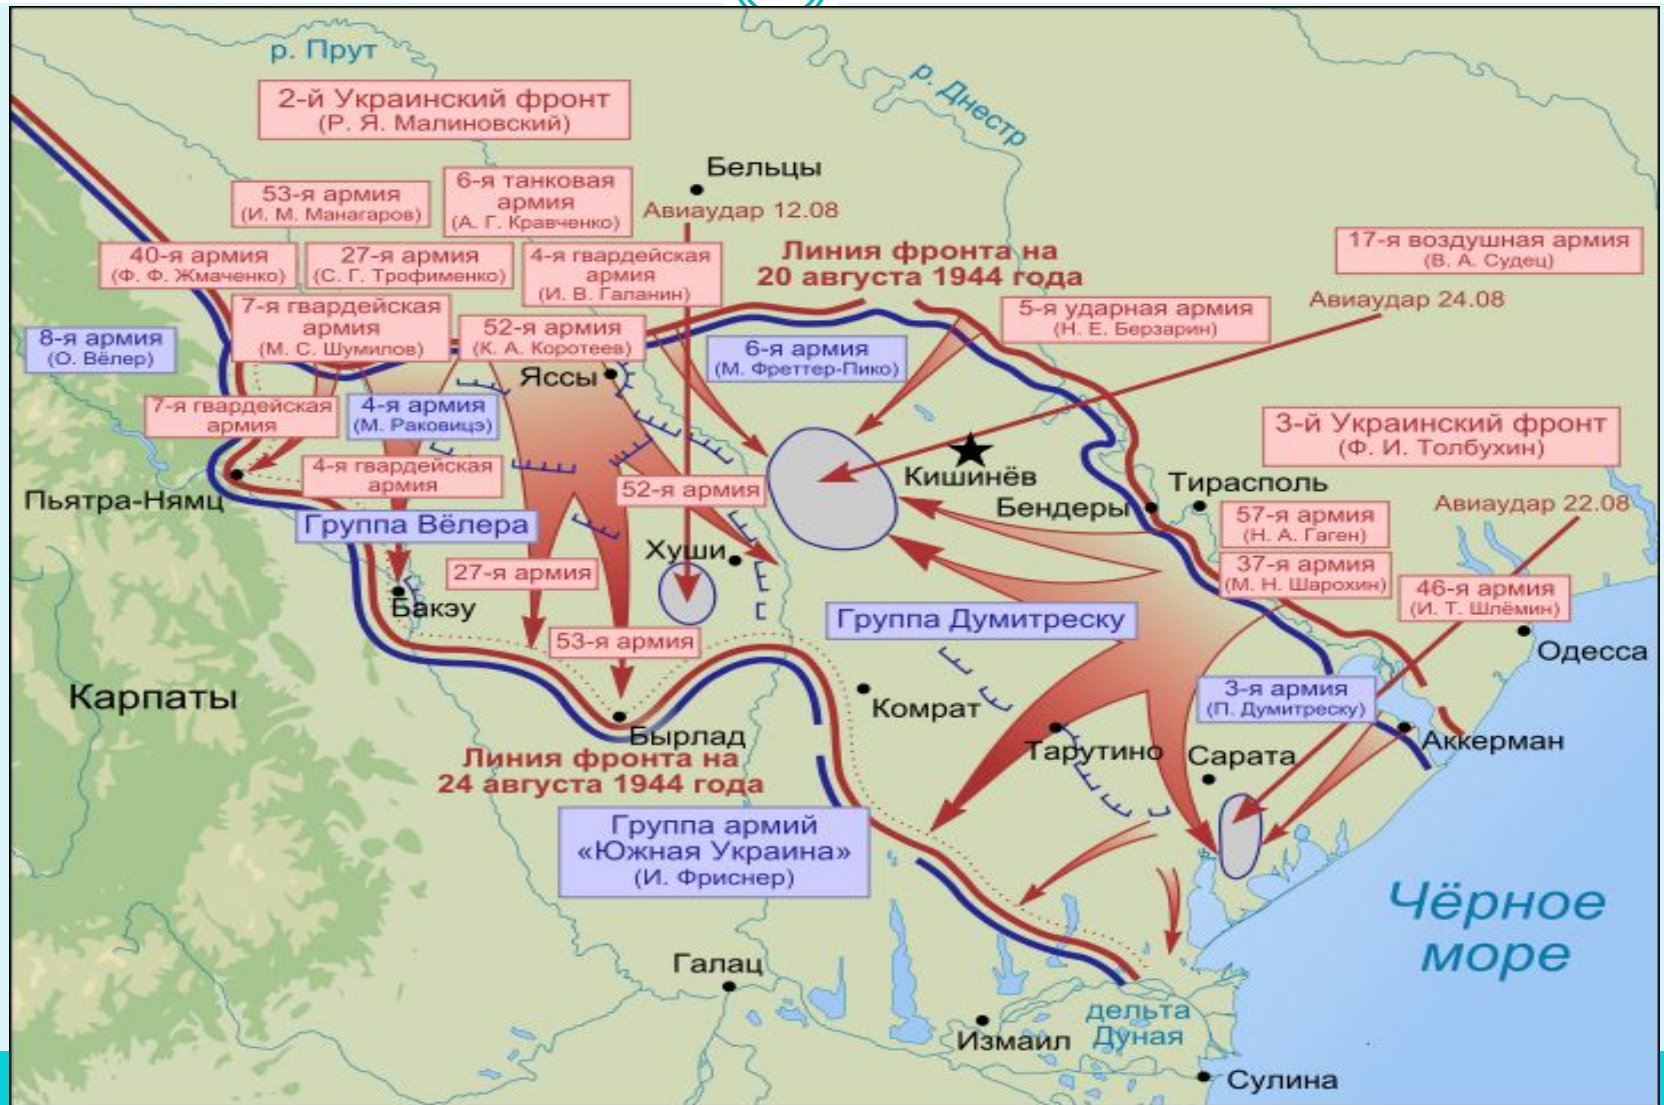 р. Прут
р. Днестр
2-й Украинский фронт
(Р. Я. Малиновский)
Бельцы
53-я армия
(И. М. Манагаров)
6-я танковая
армия
(А. Г. Кравченко)
Авиаудар 12.08
40-я армия
(Ф. Ф. Жмаченко)
27-я армия
(С. Г. Трофименко)
4-я гвардейская
армия
(И. В. Галанин)
Линия фронта на
20 августа 1944 года
17-я воздушная армия
(В. А. Судец)
Авиаудар 24.08
7-я гвардейская
армия
(М. С. Шумилов)
52-я армия
(К. А. Коротеев)
5-я ударная армия
(Н. Е. Берзарин)
8-я армия
(О. Вёлер)
6-я армия
(М. Фреттер-Пико)
Яссы
7-я гвардейская
армия
4-я армия
(М. Раковицэ)
3-й Украинский фронт
(Ф. И. Толбухин)
4-я гвардейская
армия
Кишинёв
Пьятра-Нямц
52-я армия
Бендеры
Тирасполь
Авиаудар 22.08
Группа Вёлера
57-я армия
(Н. А. Гаген)
Хуши
27-я армия
37-я армия
(М. Н. Шарохин)
46-я армия
(И. Т. Шлёмин)
Бакэу
Группа Думитреску
53-я армия
Одесса
Карпаты
3-я армия
(П. Думитреску)
Комрат
Бырлад
Тарутино
Сарата
Аккерман
Линия фронта на
24 августа 1944 года
Группа армий
«Южная Украина»
(И. Фриснер)
Чёрное
море
Галац
дельта
Дуная
Измаил
Сулина